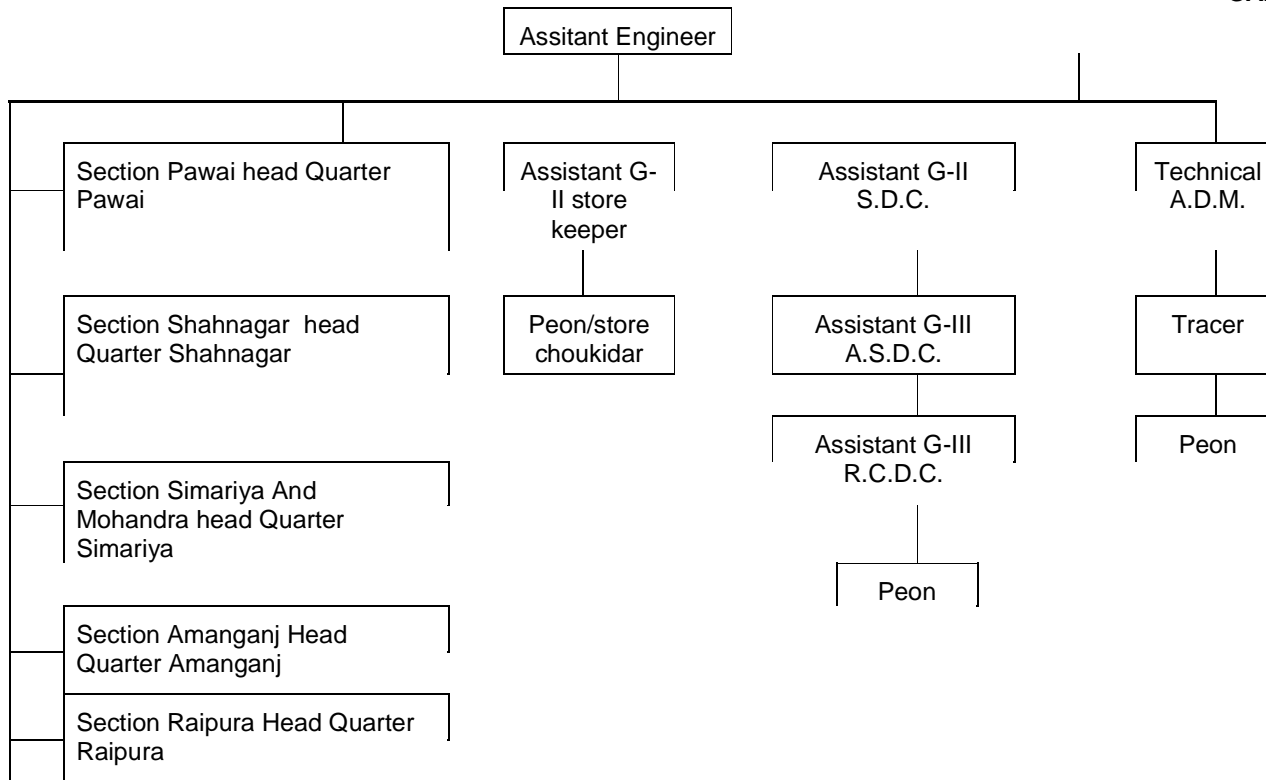 Assitant Engineer
Section Pawai head Quarter
Pawai
Assistant G-
II store
keeper
Assistant G-II
S.D.C.
Technical
A.D.M.
Section Shahnagar head
Quarter Shahnagar
Peon/store
choukidar
Assistant G-III
A.S.D.C.
Tracer
Assistant G-III
R.C.D.C.
Peon
Section Simariya And
Mohandra head Quarter
Simariya
Peon
Section Amanganj Head
Quarter Amanganj
Section Raipura Head Quarter
Raipura